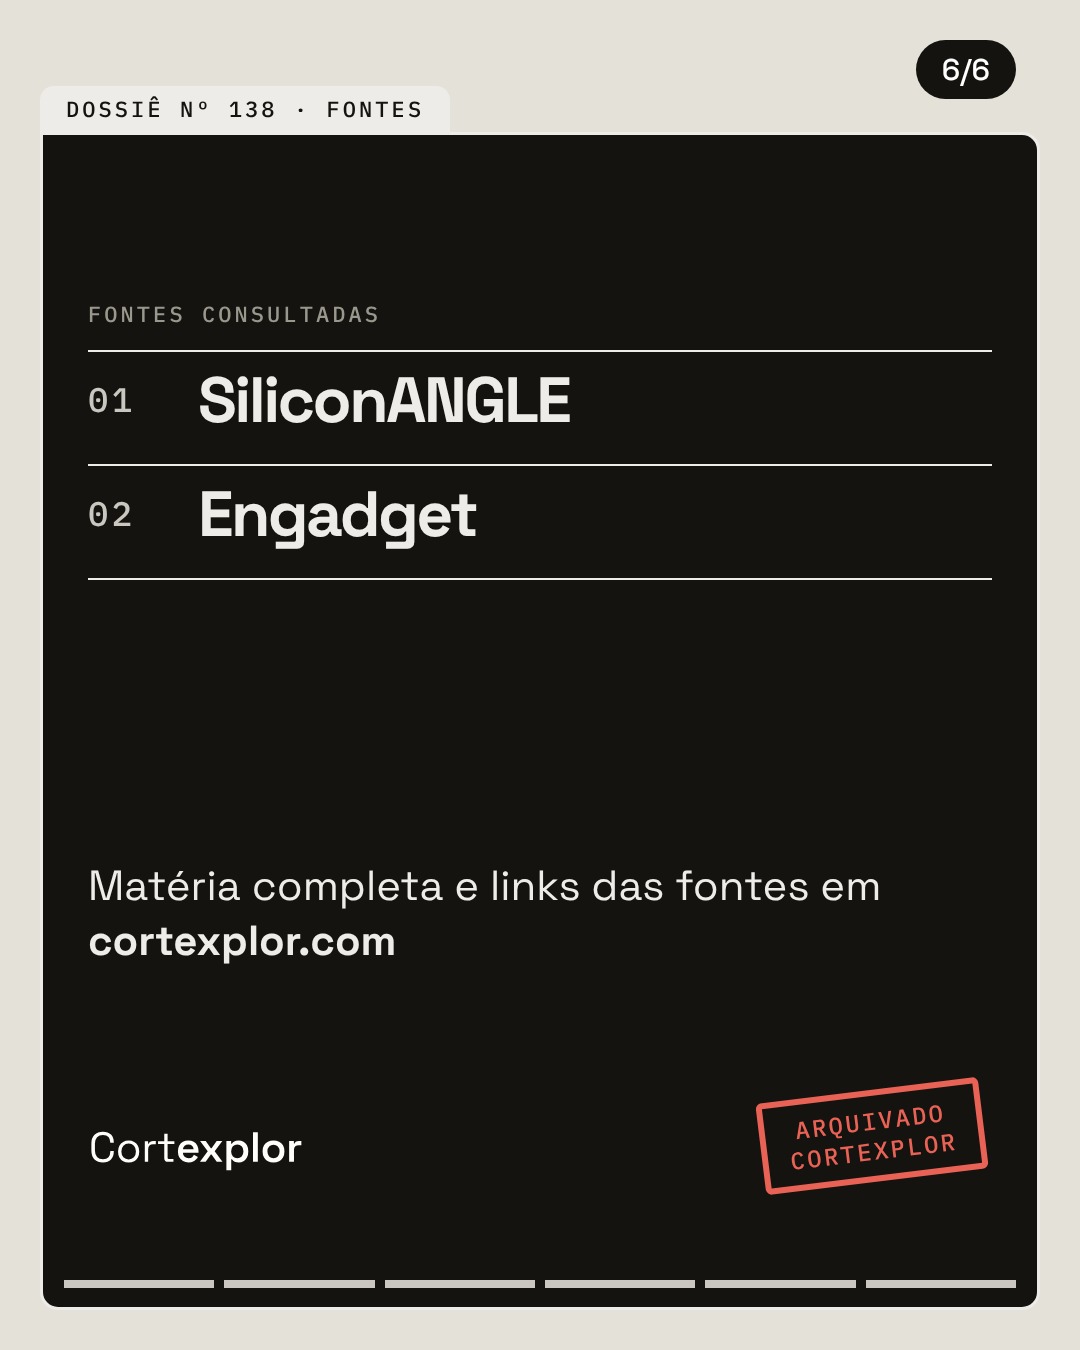 6/6
DOSSIÊ Nº 138 · FONTES
FONTES CONSULTADAS
01 SiliconANGLE
02 Engadget
Matéria completa e links das fontes em
cortexplor.com
Cortexplor
ARQUIVADO
CORTEXPLOR